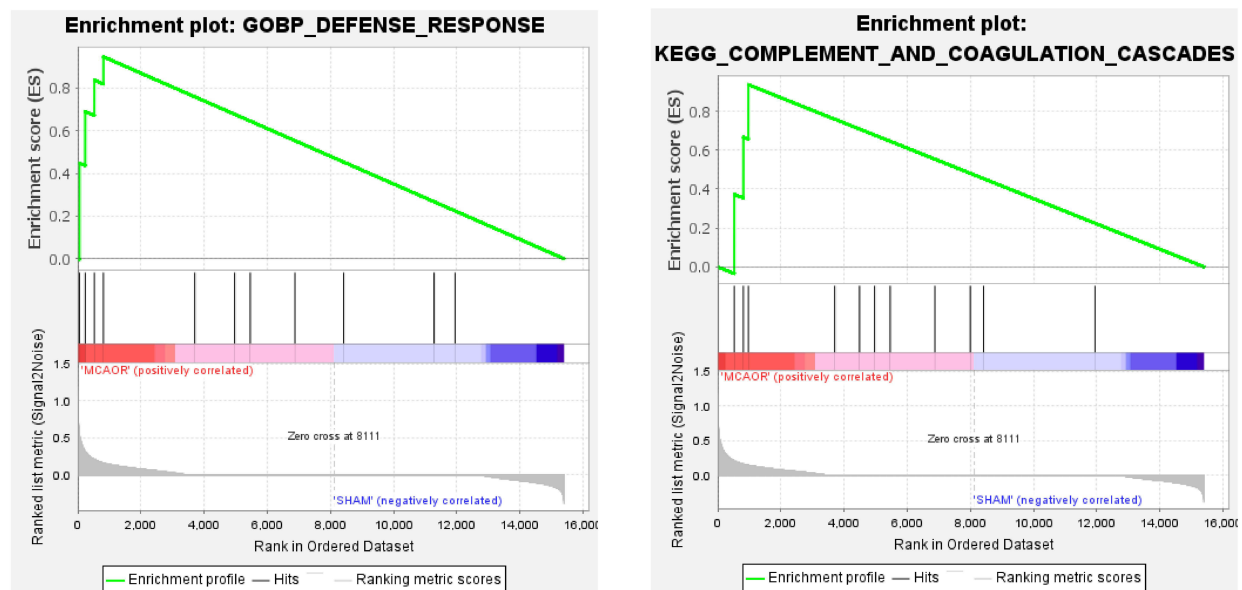 Enrichment plot: GOBP_DEFENSE_RESPONSE
Enrichment score (ES)
0.8
0.6
0.4
0.2
0.0
Ranked list metric (Signal2Noise)
1.5
1.0
0.5
0.0
'MCAOR' (positively correlated)
Zero cross at 8111
'SHAM' (negatively correlated)
0 2,000 4,000 6,000 8,000 10,000 12,000 14,000 16,000
Rank in Ordered Dataset
Enrichment profile Hits Ranking metric scores
Enrichment plot:
KEGG_COMPLEMENT_AND_COAGULATION_CASCADES
Enrichment score (ES)
0.8
0.6
0.4
0.2
0.0
Ranked list metric (Signal2Noise)
1.5
1.0
0.5
0.0
'MCAOR' (positively correlated)
Zero cross at 8111
'SHAM' (negatively correlated)
0 2,000 4,000 6,000 8,000 10,000 12,000 14,000 16,000
Rank in Ordered Dataset
Enrichment profile Hits Ranking metric scores